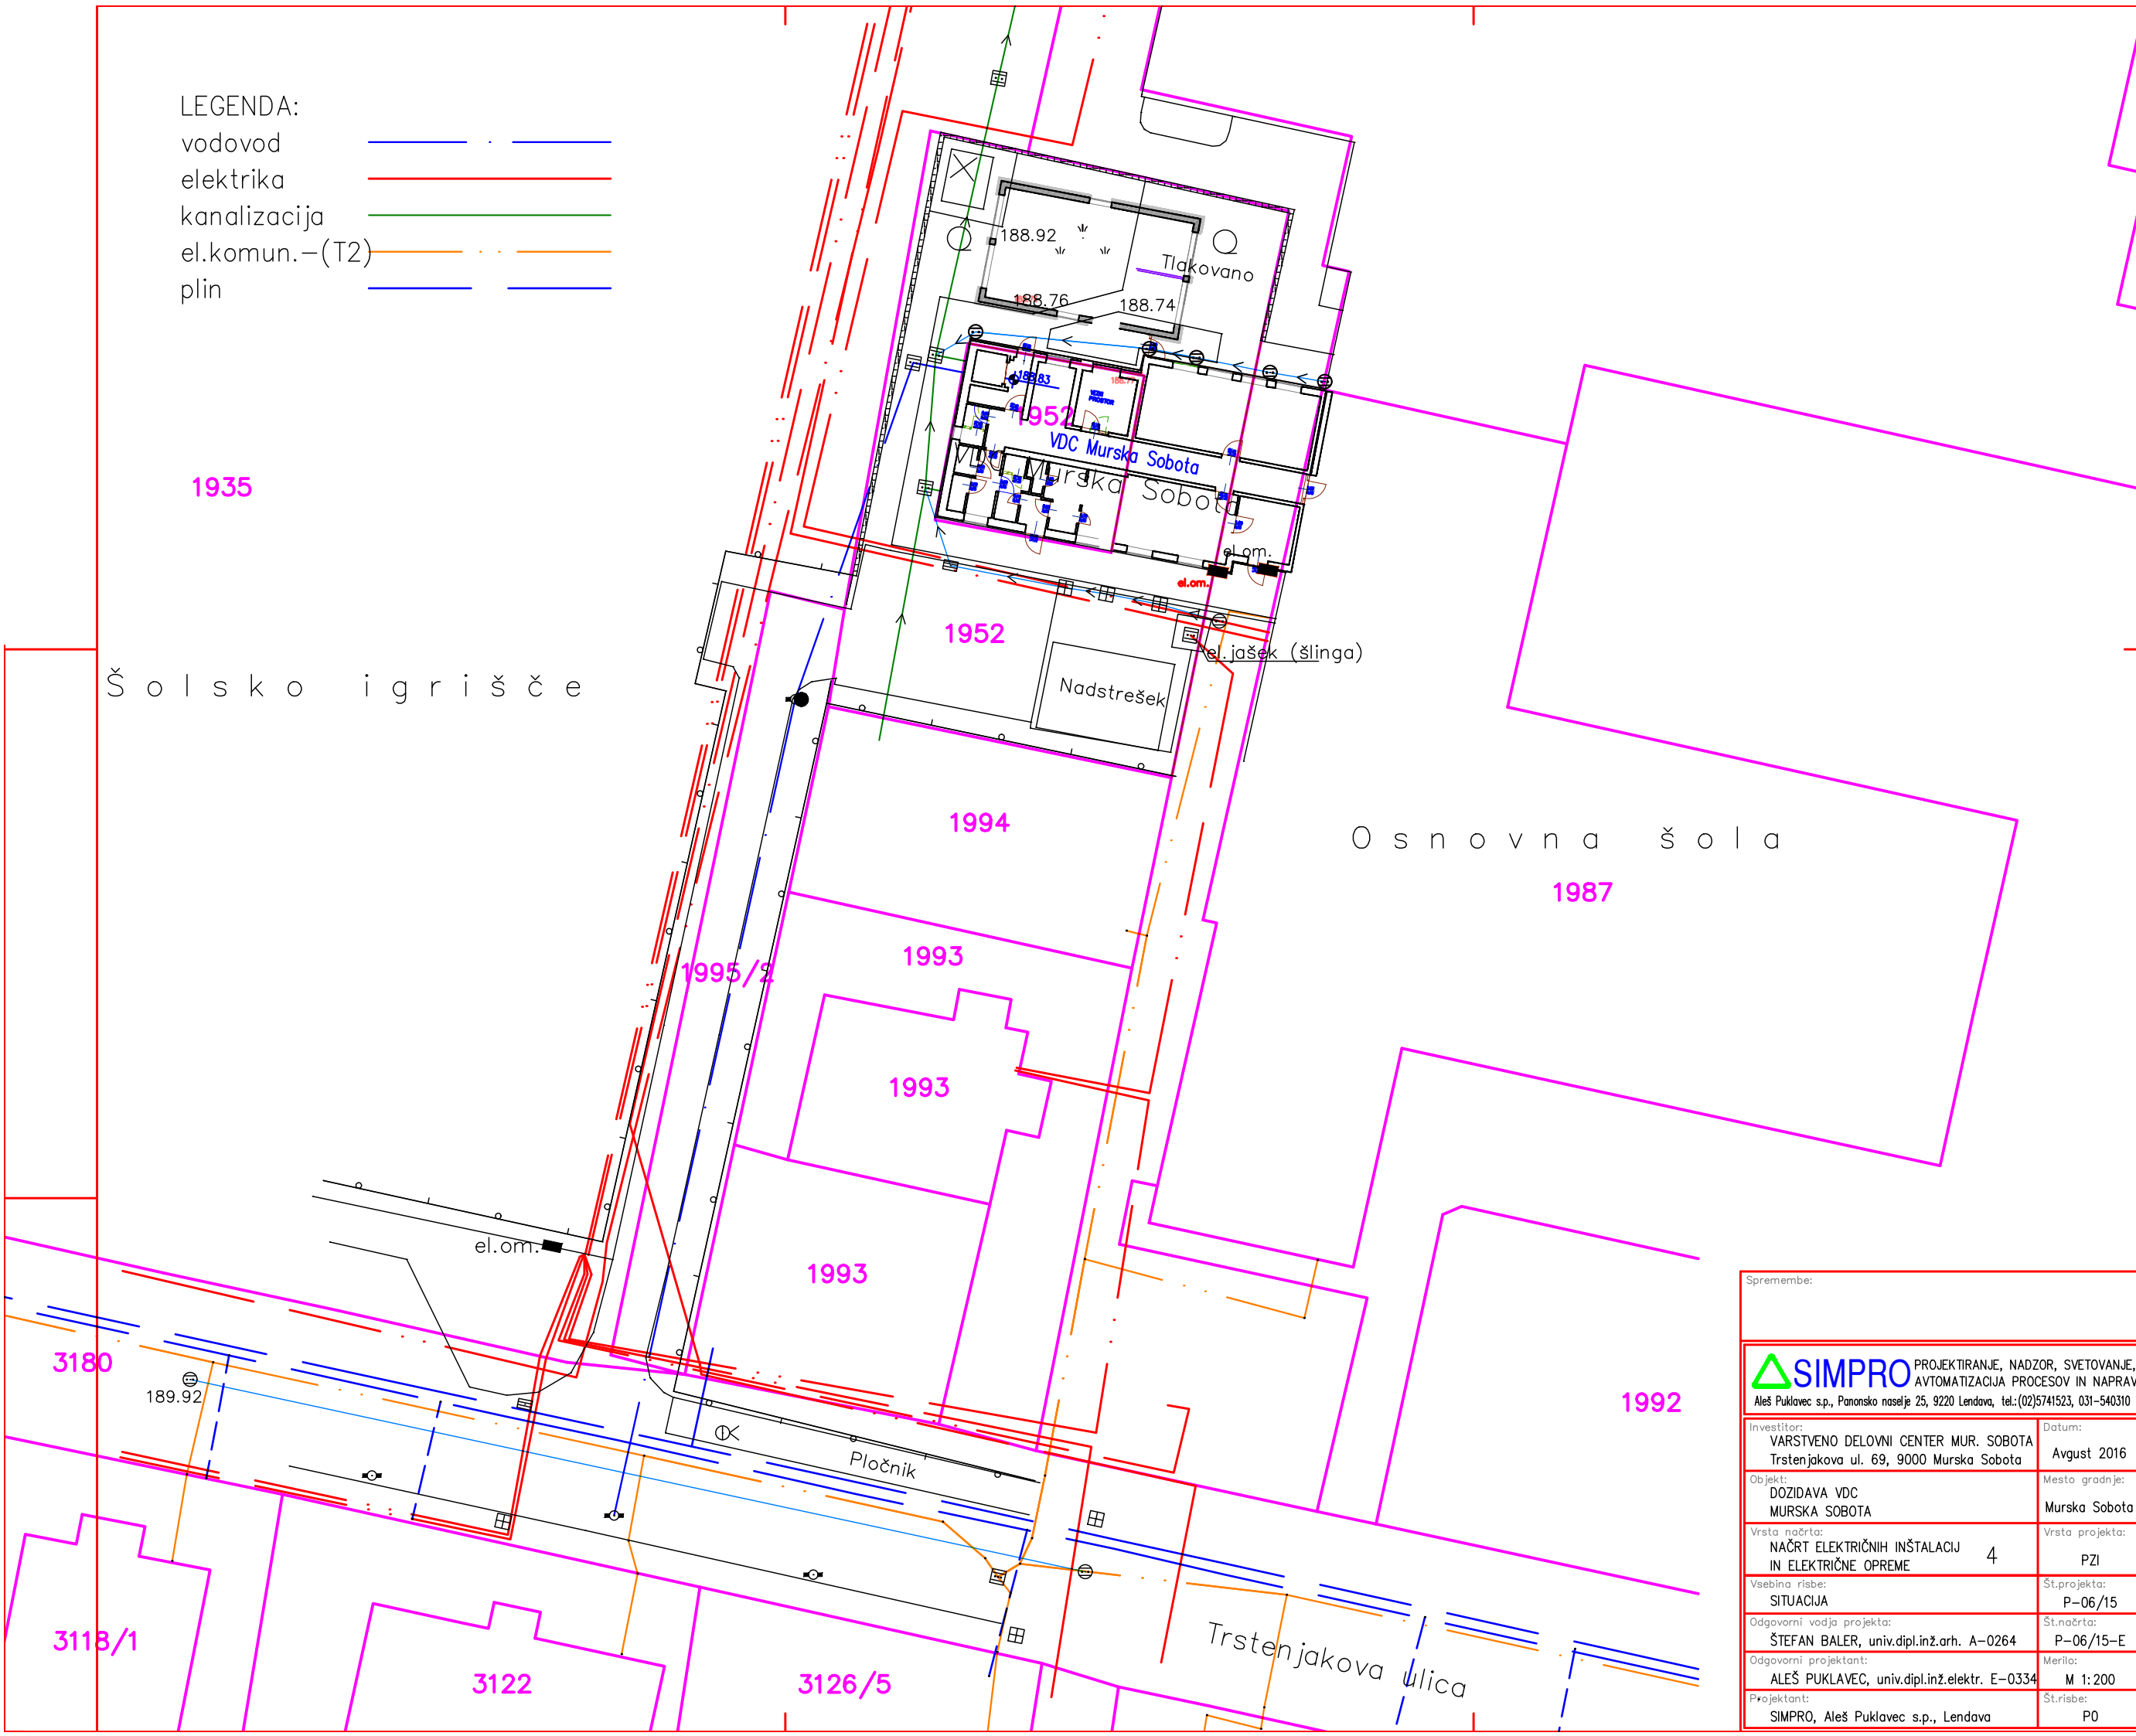 LEGENDA:
vodovod
elektrika
kanalizacija
el.komun.-(T2)
plin
188.92
Tlakovano
188.76
188.74
188.83
VEZNI
PROSTOR
1952
VDC Murska Sobota
Murska Sobot
1935
el.om.
el.om.
1952
el.jašek (šlinga)
Šolsko igrišče
Nadstrešek
1994
Osnovna šola
1987
1993
1995/2
1993
el.om.
1993
3180
189.92
1992
Pločnik
Trstenjakova ulica
3118/1
3122
3126/5
Spremembe:
SIMPRO
PROJEKTIRANJE, NADZOR, SVETOVANJE,
AVTOMATIZACIJA PROCESOV IN NAPRAV
Aleš Puklavec s.p., Panonsko naselje 25, 9220 Lendava, tel.:(02)5741523, 031-540310
Investitor:
VARSTVENO DELOVNI CENTER MUR. SOBOTA
Trstenjakova ul. 69, 9000 Murska Sobota
Datum:
Avgust 2016
Objekt:
DOZIDAVA VDC
MURSKA SOBOTA
Mesto gradnje:
Murska Sobota
Vrsta načrta:
NAČRT ELEKTRIČNIH INŠTALACIJ
IN ELEKTRIČNE OPREME 4
Vrsta projekta:
PZI
Vsebina risbe:
SITUACIJA
Št.projekta:
P-06/15
Odgovorni vodja projekta:
ŠTEFAN BALER, univ.dipl.inž.arh. A-0264
Št.načrta:
P-06/15-E
Odgovorni projektant:
ALEŠ PUKLAVEC, univ.dipl.inž.elektr. E-0334
Merilo:
M 1:200
Projektant:
SIMPRO, Aleš Puklavec s.p., Lendava
Št.risbe:
PO